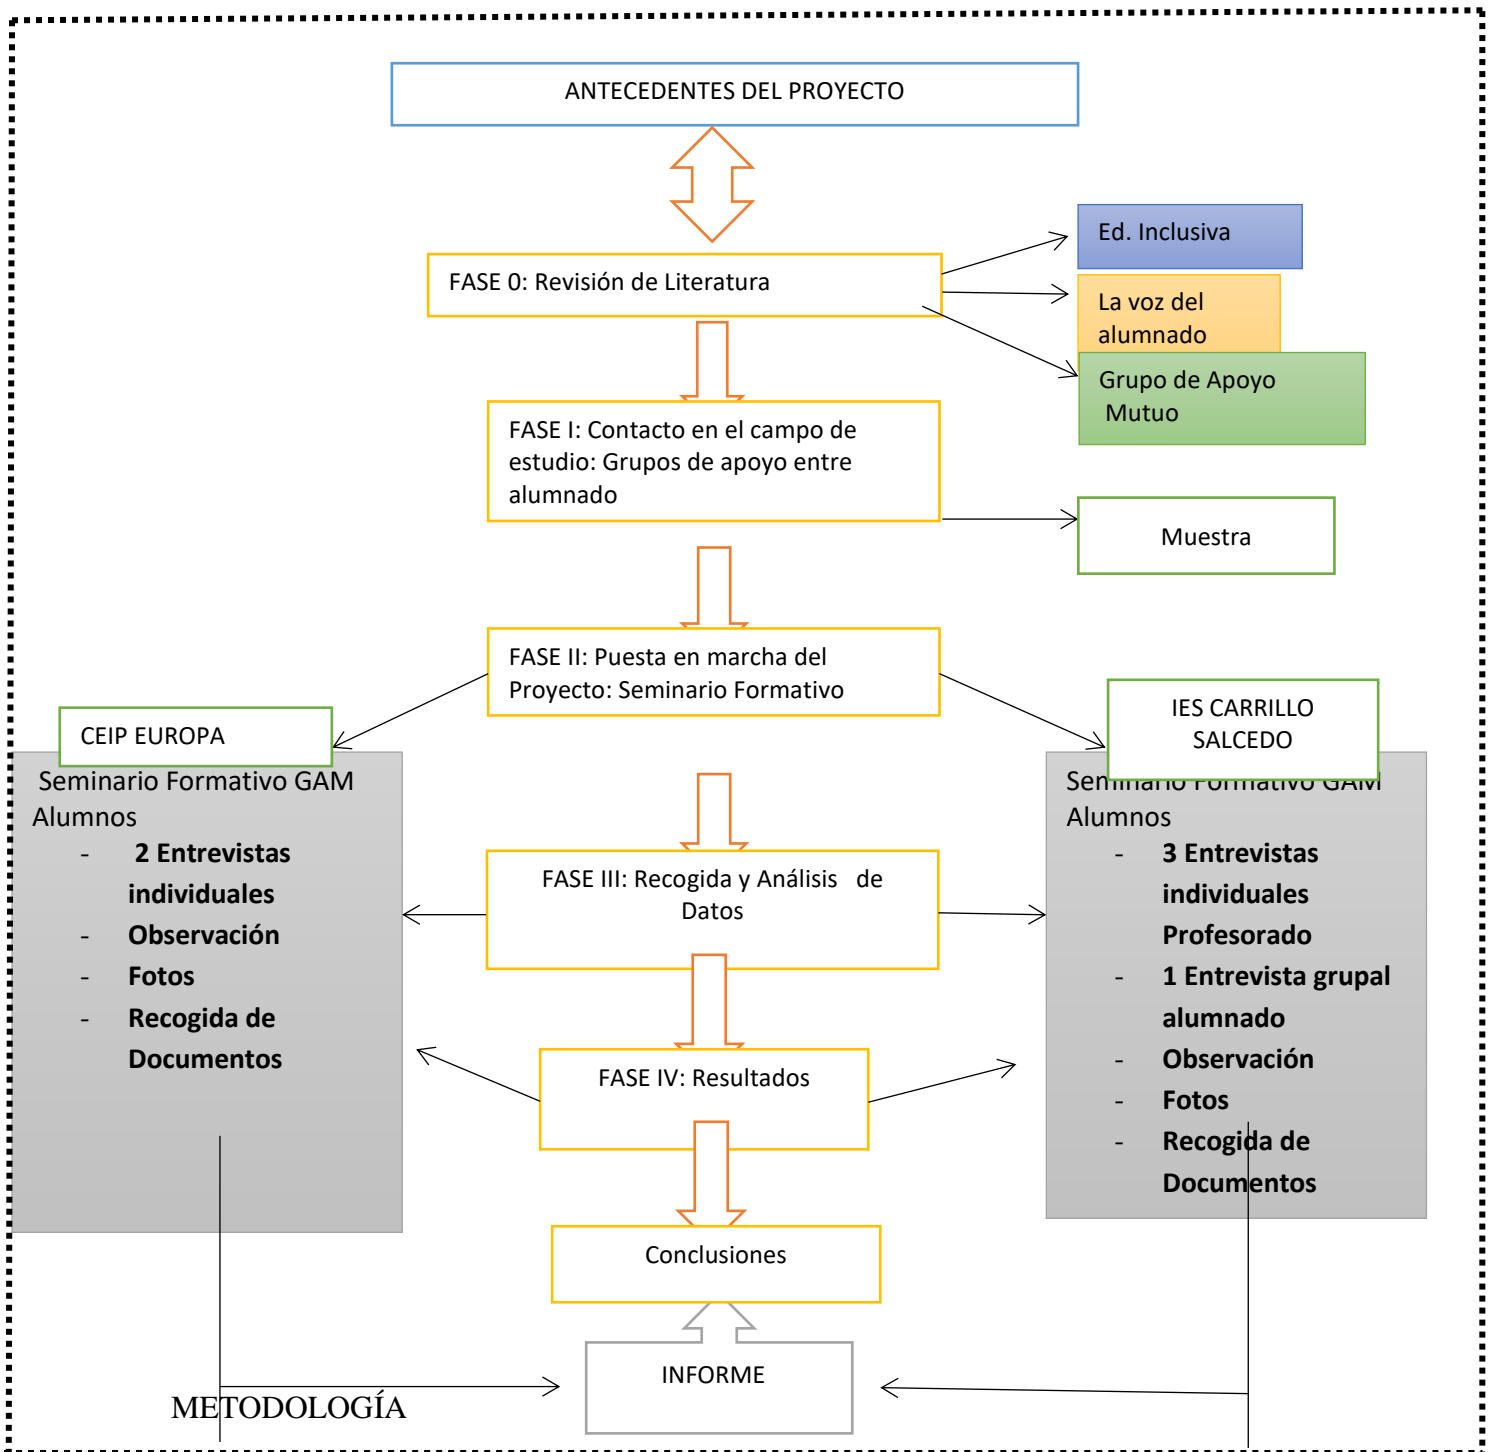 ANTECEDENTES DEL PROYECTO
FASE 0: Revisión de Literatura
Ed. Inclusiva
La voz del
alumnado
Grupo de Apoyo
Mutuo
FASE I: Contacto en el campo de
estudio: Grupos de apoyo entre
alumnado
Muestra
FASE II: Puesta en marcha del
Proyecto: Seminario Formativo
CEIP EUROPA
Seminario Formativo GAM
Alumnos
- 2 Entrevistas
individuales
- Observación
- Fotos
- Recogida de
Documentos
IES CARRILLO
SALCEDO
Seminario Formativo GAM
Alumnos
- 3 Entrevistas
individuales
Profesorado
- 1 Entrevista grupal
alumnado
- Observación
- Fotos
- Recogida de
Documentos
FASE III: Recogida y Análisis de
Datos
FASE IV: Resultados
Conclusiones
INFORME
METODOLOGÍA